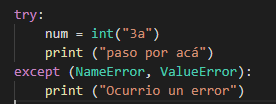 try:
    num = int("3a")
    print ("paso por acá")
except (NameError, ValueError):
    print ("Ocurrio un error")